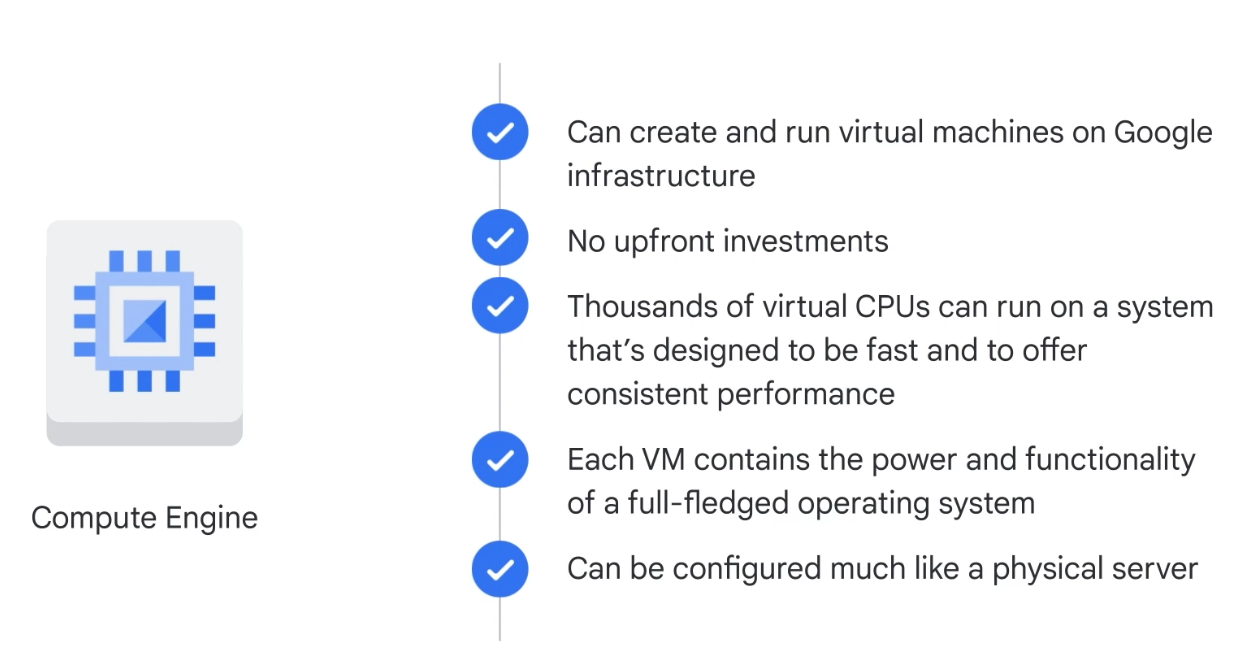 Can create and run virtual machines on Google
infrastructure
No upfront investments
Thousands of virtual CPUs can run on a system
that’s designed to be fast and to offer
consistent performance
Each VM contains the power and functionality
of a full-fledged operating system
Can be configured much like a physical server
Compute Engine